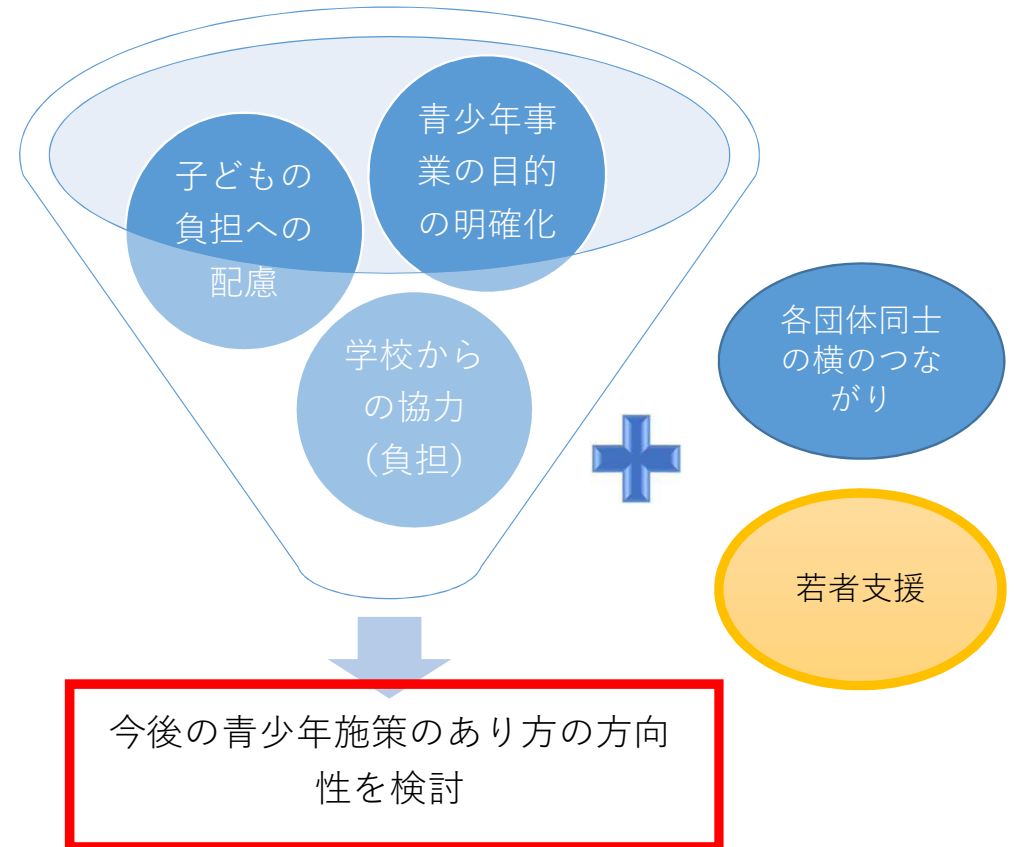 青少年事
業の目的
の明確化
子どもの
負担への
配慮
学校から
の協力
（負担）
各団体同士
の横のつな
がり
若者支援
今後の青少年施策のあり方の方向
性を検討